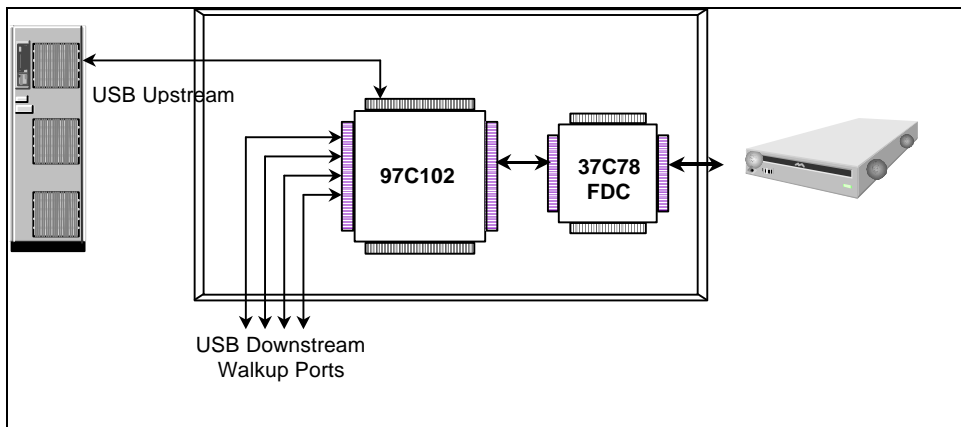 USB Upstream
97C102
37C78
FDC
USB Downstream
Walkup Ports